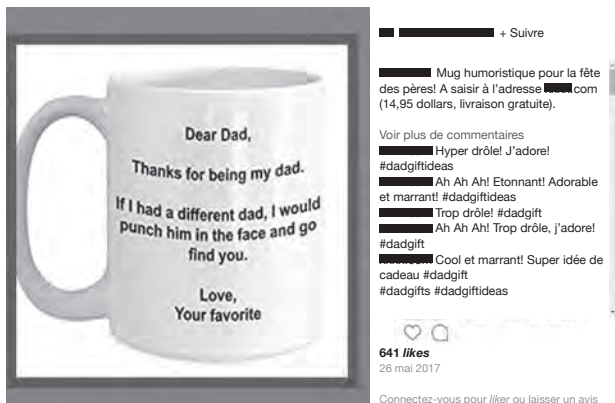 Dear Dad,
Thanks for being my dad.
If I had a different dad, I would
punch him in the face and go
find you.
Love,
Your favorite
+ Suivre
Mug humoristique pour la fête
des pères! A saisir à l’adresse .com
(14,95 dollars, livraison gratuite).
Voir plus de commentaires
Hyper drôle! J’adore!
#dadgiftideas
Ah Ah Ah! Etonnant! Adorable
et marrant! #dadgiftideas
Trop drôle! #dadgift
Ah Ah Ah! Trop drôle, j’adore!
#dadgift
Cool et marrant! Super idée de
cadeau #dadgift
#dadgifts #dadgiftideas
641 likes
26 mai 2017
Connectez-vous pour liker ou laisser un avis